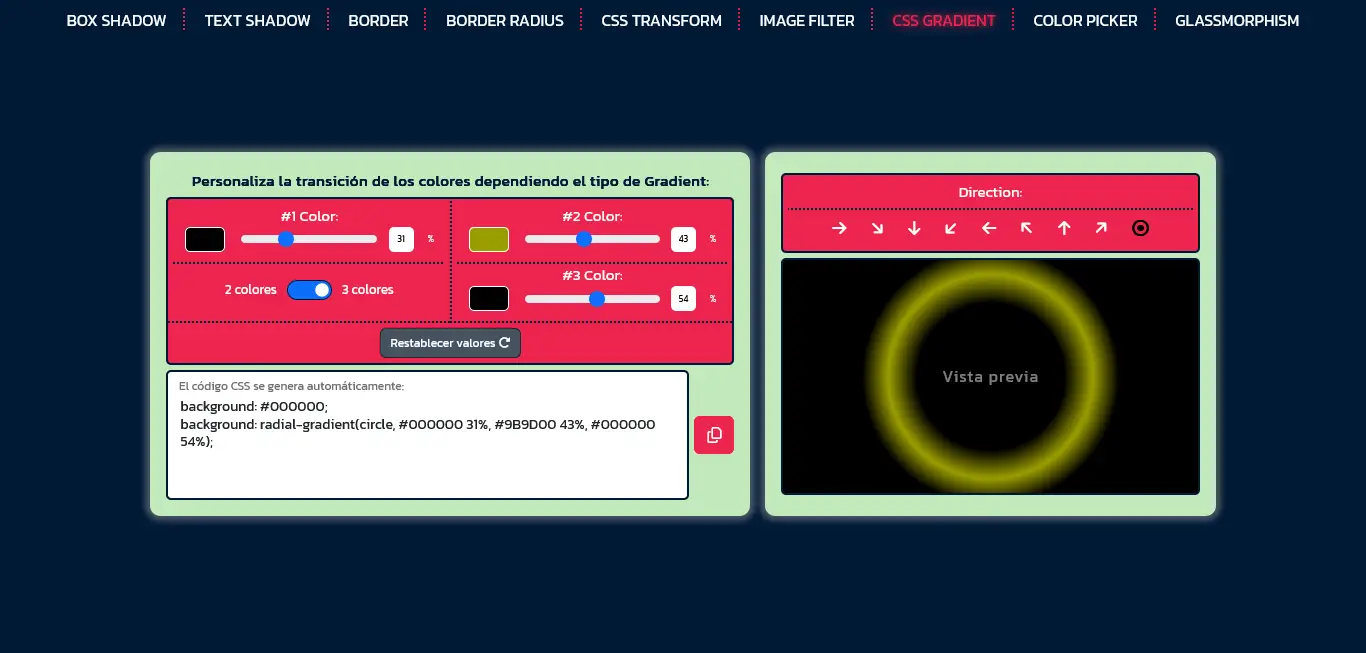 BOX SHADOW TEXT SHADOW BORDER BORDER RADIUS CSS TRANSFORM IMAGE FILTER CSS GRADIENT COLOR PICKER GLASSMORPHISM
Personaliza la transición de los colores dependiendo el tipo de Gradient:
#1 Color:
31 %
2 colores 3 colores
#2 Color:
43 %
#3 Color:
54 %
Restablecer valores
El código CSS se genera automáticamente:
background: #000000;
background: radial-gradient(circle, #000000 31%, #9B9D00 43%, #000000
54%);
Direction:
Vista previa